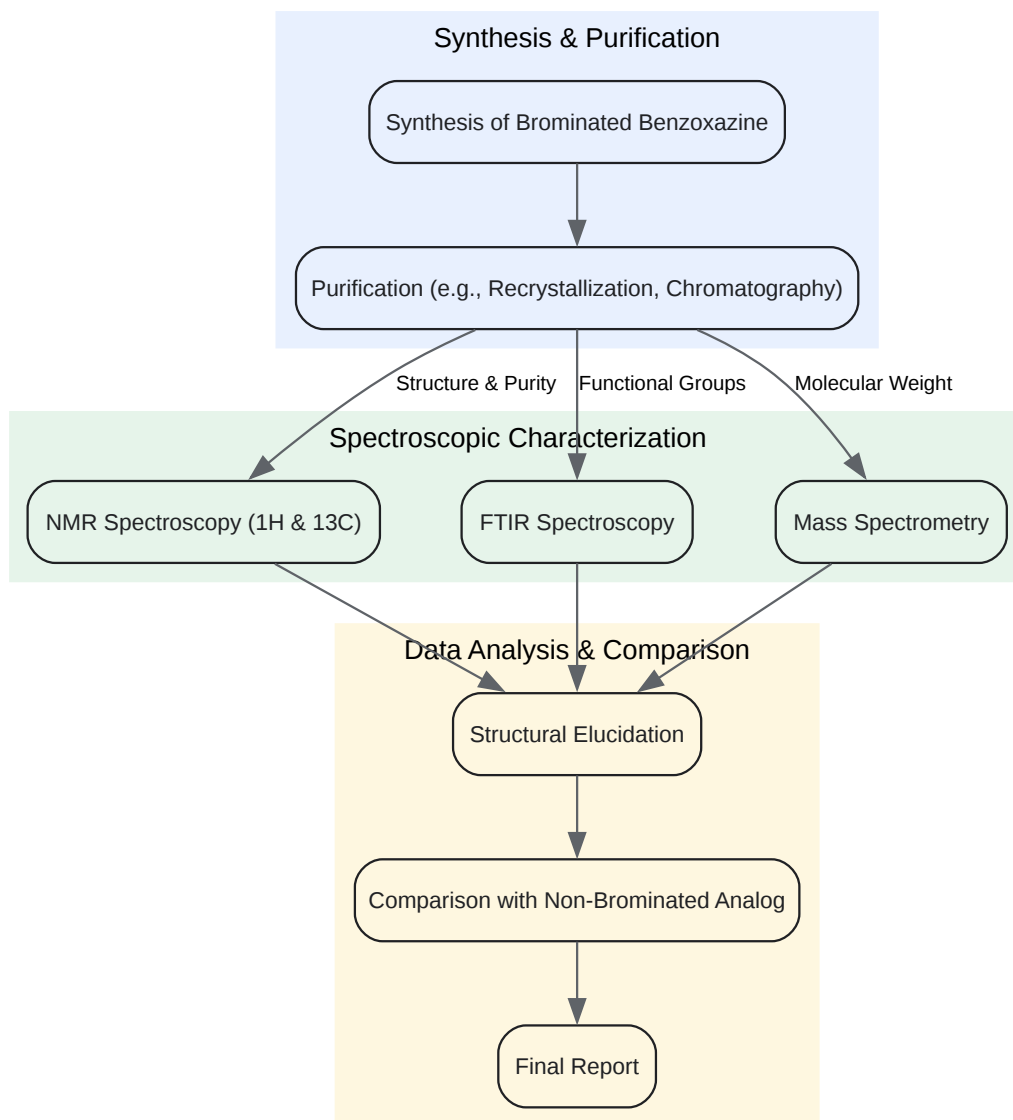 Synthesis & Purification
Synthesis of Brominated Benzoxazine
Purification (e.g., Recrystallization, Chromatography)
Structure & Purity
Functional Groups
Molecular Weight
Spectroscopic Characterization
NMR Spectroscopy (1H & 13C)
FTIR Spectroscopy
Mass Spectrometry
Data Analysis & Comparison
Structural Elucidation
Comparison with Non-Brominated Analog
Final Report